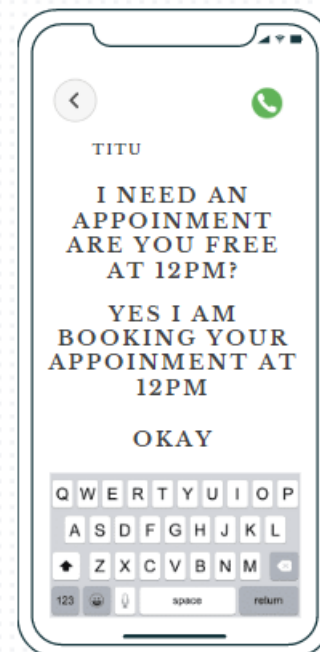 TITU
I NEED AN
APPOINMENT
ARE YOU FREE
AT 12PM?
YES I AM
BOOKING YOUR
APPOINMENT AT
12PM
OKAY
Q W E R T Y U I O P
A S D F G H J K L
Z X C V B N M
123 space return